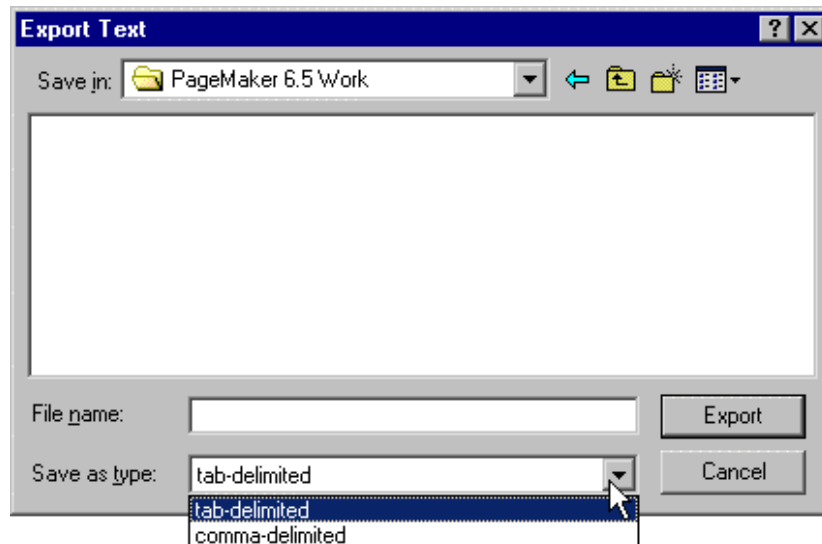 Export Text
Save in: PageMaker 6.5 Work
File name:
Export
Save as type: tab-delimited
Cancel
tab-delimited
comma-delimited